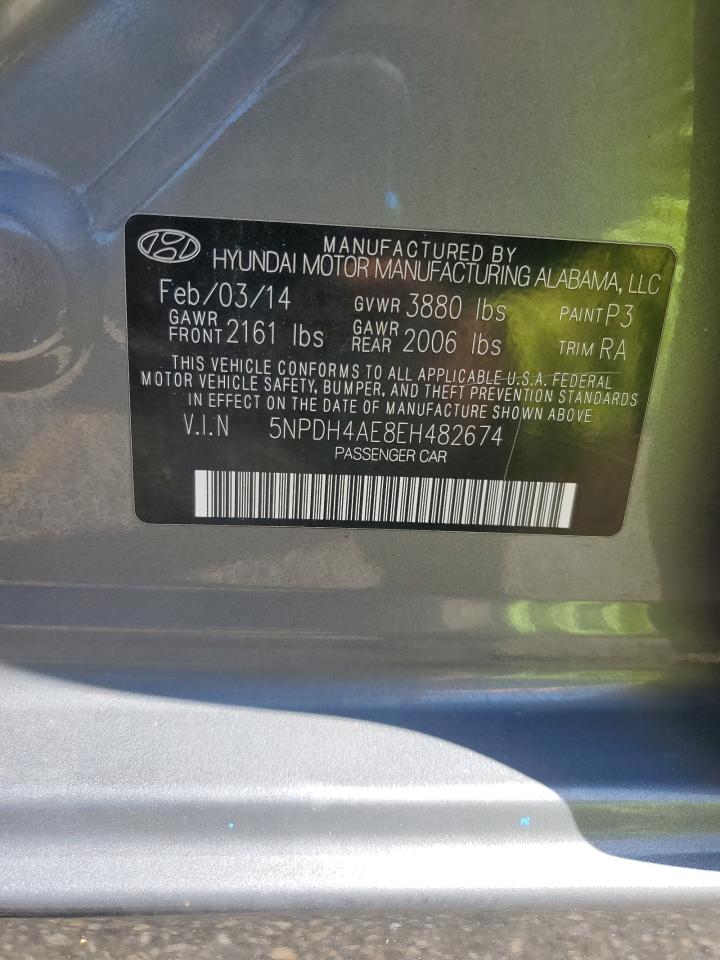 MANUFACTURED BY
HYUNDAI MOTOR MANUFACTURING ALABAMA, LLC
Feb/03/14 GVWR 3880 lbs PAINT P3
GAWR FRONT 2161 lbs GAWR REAR 2006 lbs TRIM RA
THIS VEHICLE CONFORMS TO ALL APPLICABLE U.S.A. FEDERAL
MOTOR VEHICLE SAFETY, BUMPER, AND THEFT PREVENTION STANDARDS
IN EFFECT ON THE DATE OF MANUFACTURE SHOWN ABOVE
V.I.N 5NPDH4AE8EH482674
PASSENGER CAR